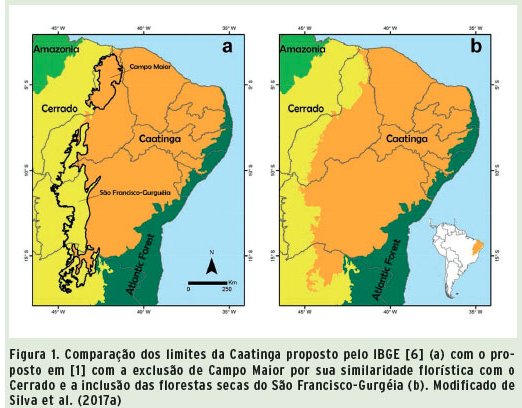 45°W
40°W
35°W
45°W
40°W
35°W
Amazonia
a
Campo Maior
5°S
Cerrado
Caatinga
10°S
São Francisco-Gurguéia
15°S
Atlantic Forest
N
Km
0
250
45°W
40°W
35°W
Amazonia
b
5°S
Cerrado
Caatinga
10°S
15°S
Atlantic Forest
45°W
40°W
35°W
Figura 1. Comparação dos limites da Caatinga proposto pelo IBGE [6] (a) com o pro-
posto em [1] com a exclusão de Campo Maior por sua similaridade florística com o
Cerrado e a inclusão das florestas secas do São Francisco-Gurgéia (b). Modificado de
Silva et al. (2017a)